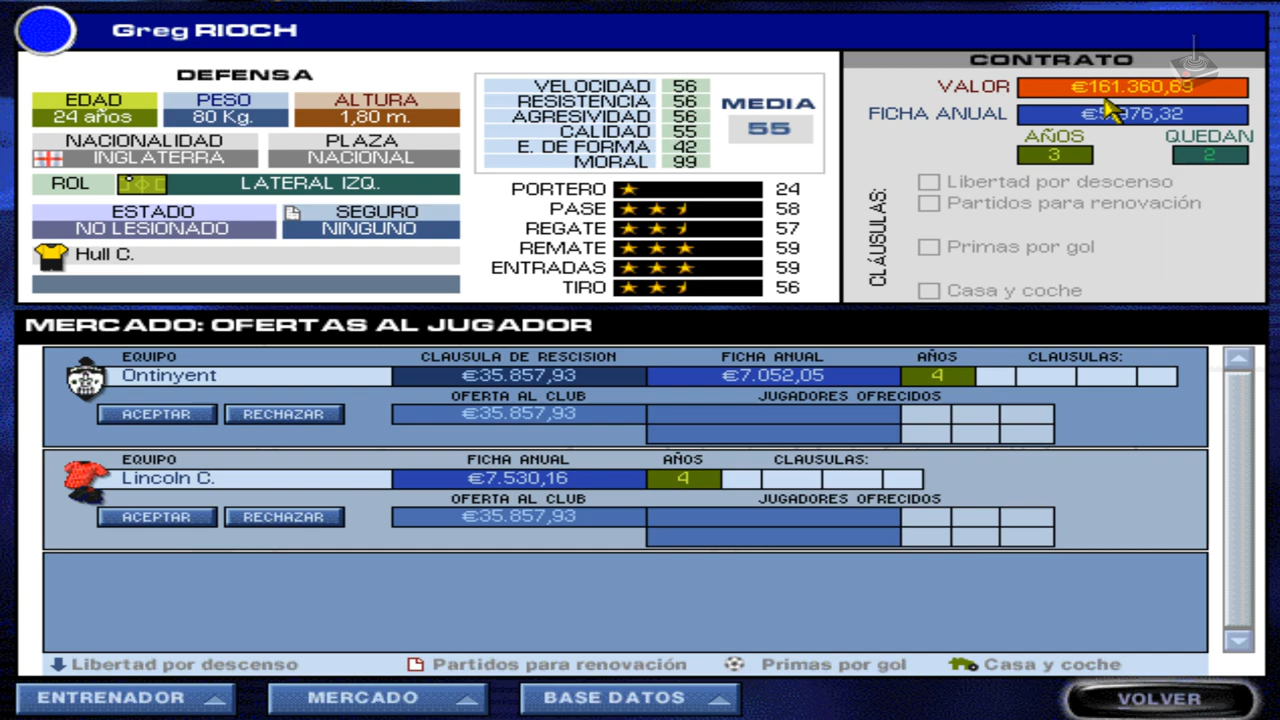 Greg RIOCH
DEFENSA
EDAD PESO ALTURA
24 años 80 Kg. 1,80 m.
NACIONALIDAD PLAZA
INGLATERRA NACIONAL
ROL LATERAL IZQ.
ESTADO SEGURO
NO LESIONADO NINGUNO
Hull C.
VELOCIDAD 56
RESISTENCIA 56
AGRESIVIDAD 56
CALIDAD 55
E. DE FORMA 42
MORAL 99
MEDIA
55
PORTERO 24
PASE 58
REGATE 57
REMATE 59
ENTRADAS 59
TIRO 56
CONTRATO
VALOR
FICHA ANUAL
AÑOS QUEDAN
3 2
CLÁUSULAS:
Libertad por descenso
Partidos para renovación
Primas por gol
Casa y coche
MERCADO: OFERTAS AL JUGADOR
EQUIPO CLAUSULA DE RESCISION FICHA ANUAL AÑOS CLAUSULAS:
Ontinyent €35.857,93 €7.052,05 4
OFERTA AL CLUB JUGADORES OFRECIDOS
ACEPTAR RECHAZAR €35.857,93
EQUIPO FICHA ANUAL AÑOS CLAUSULAS:
Lincoln C. €7.530,16 4
OFERTA AL CLUB JUGADORES OFRECIDOS
ACEPTAR RECHAZAR €35.857,93
Libertad por descenso Partidos para renovación Primas por gol Casa y coche
ENTRENADOR MERCADO BASE DATOS VOLVER